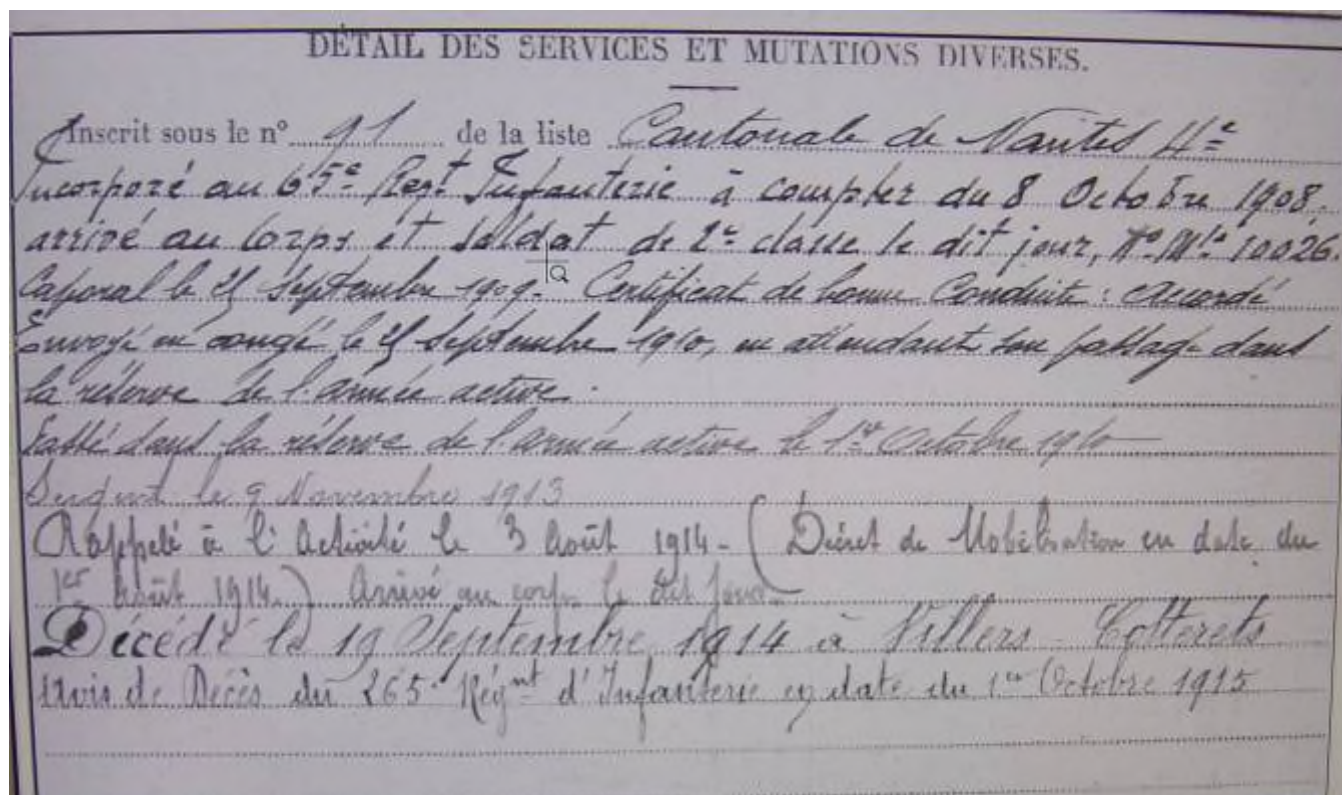 DÉTAIL DES SERVICES ET MUTATIONS DIVERSES.
Inscrit sous le n° 91 de la liste Cantonale de Nantes 4e
Incorporé au 65e Regt Infanterie à compter du 8 Octobre 1908,
arrivé au Corps et soldat de 2e classe le dit jour, No Mle 10026.
Caporal le 25 Septembre 1909. Certificat de bonne Conduite : accordé
Envoyé en congé le 25 Septembre 1910, en attendant son passage dans
la réserve de l'armée active.
Passé dans la réserve de l'armée active le 1er Octobre 1910
Sergent le 9 Novembre 1913
Rappelé à l'Activité le 3 Août 1914 - (Décret de Mobilisation en date du
1er Août 1914.) Arrivé au corps le dit jour.
Décédé le 19 Septembre 1914 à Villers-Cotterets
Avis de Décès du 265e Régmt d'Infanterie en date du 1er Octobre 1915